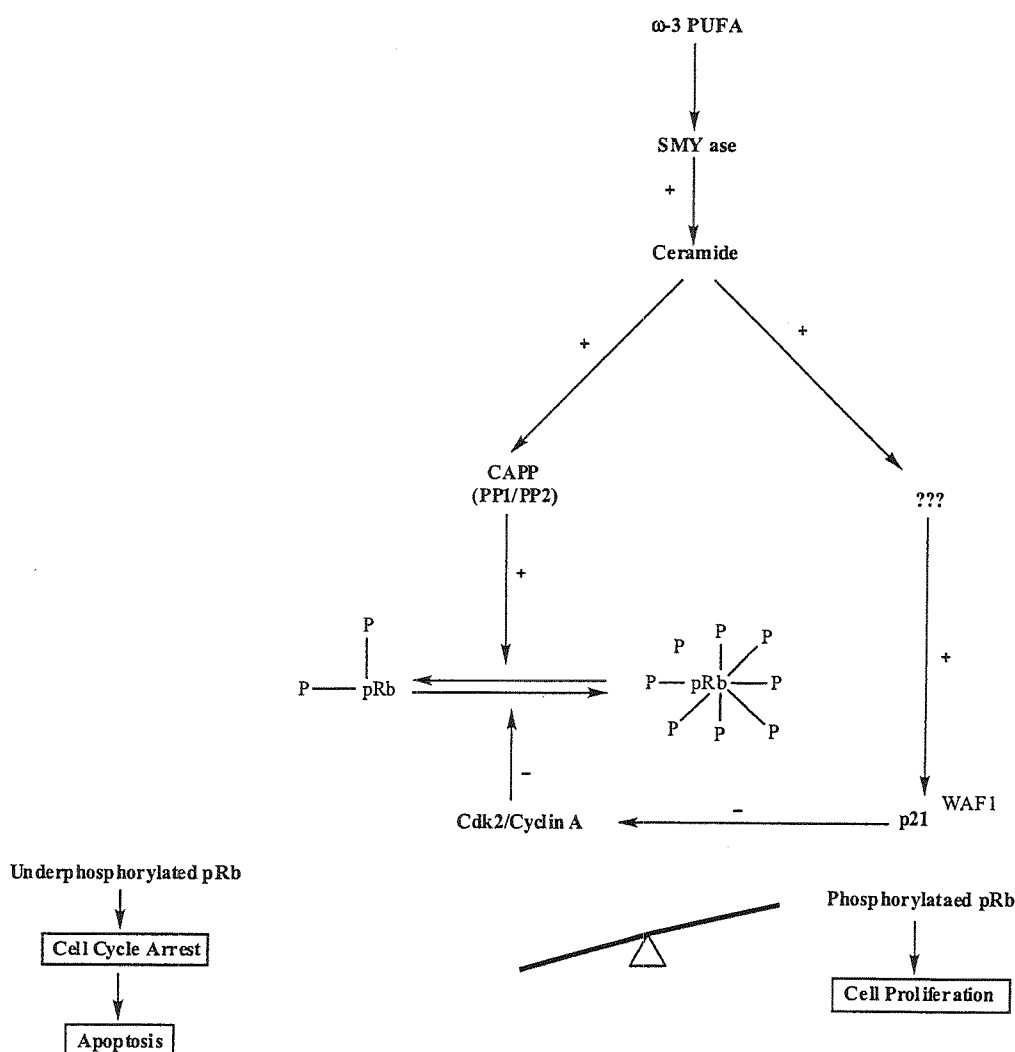 ω-3 PUFA
SMY ase
+
Ceramide
+
+
CAPP
(PP1/PP2)
???
+
+
P
P
P
P
P
pRb
P
pRb
P
P
P
P
–
WAF1
Cdk2/Cyclin A
–
p21
Underphosphorylated pRb
Phosphorylataed pRb
Cell Cycle Arrest
Cell Proliferation
Apoptosis